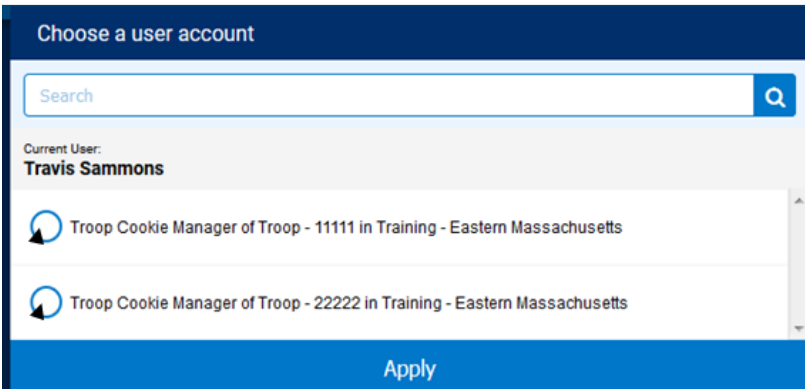 Choose a user account
Search
Current User:
Travis Sammons
Troop Cookie Manager of Troop - 11111 in Training - Eastern Massachusetts
Troop Cookie Manager of Troop - 22222 in Training - Eastern Massachusetts
Apply